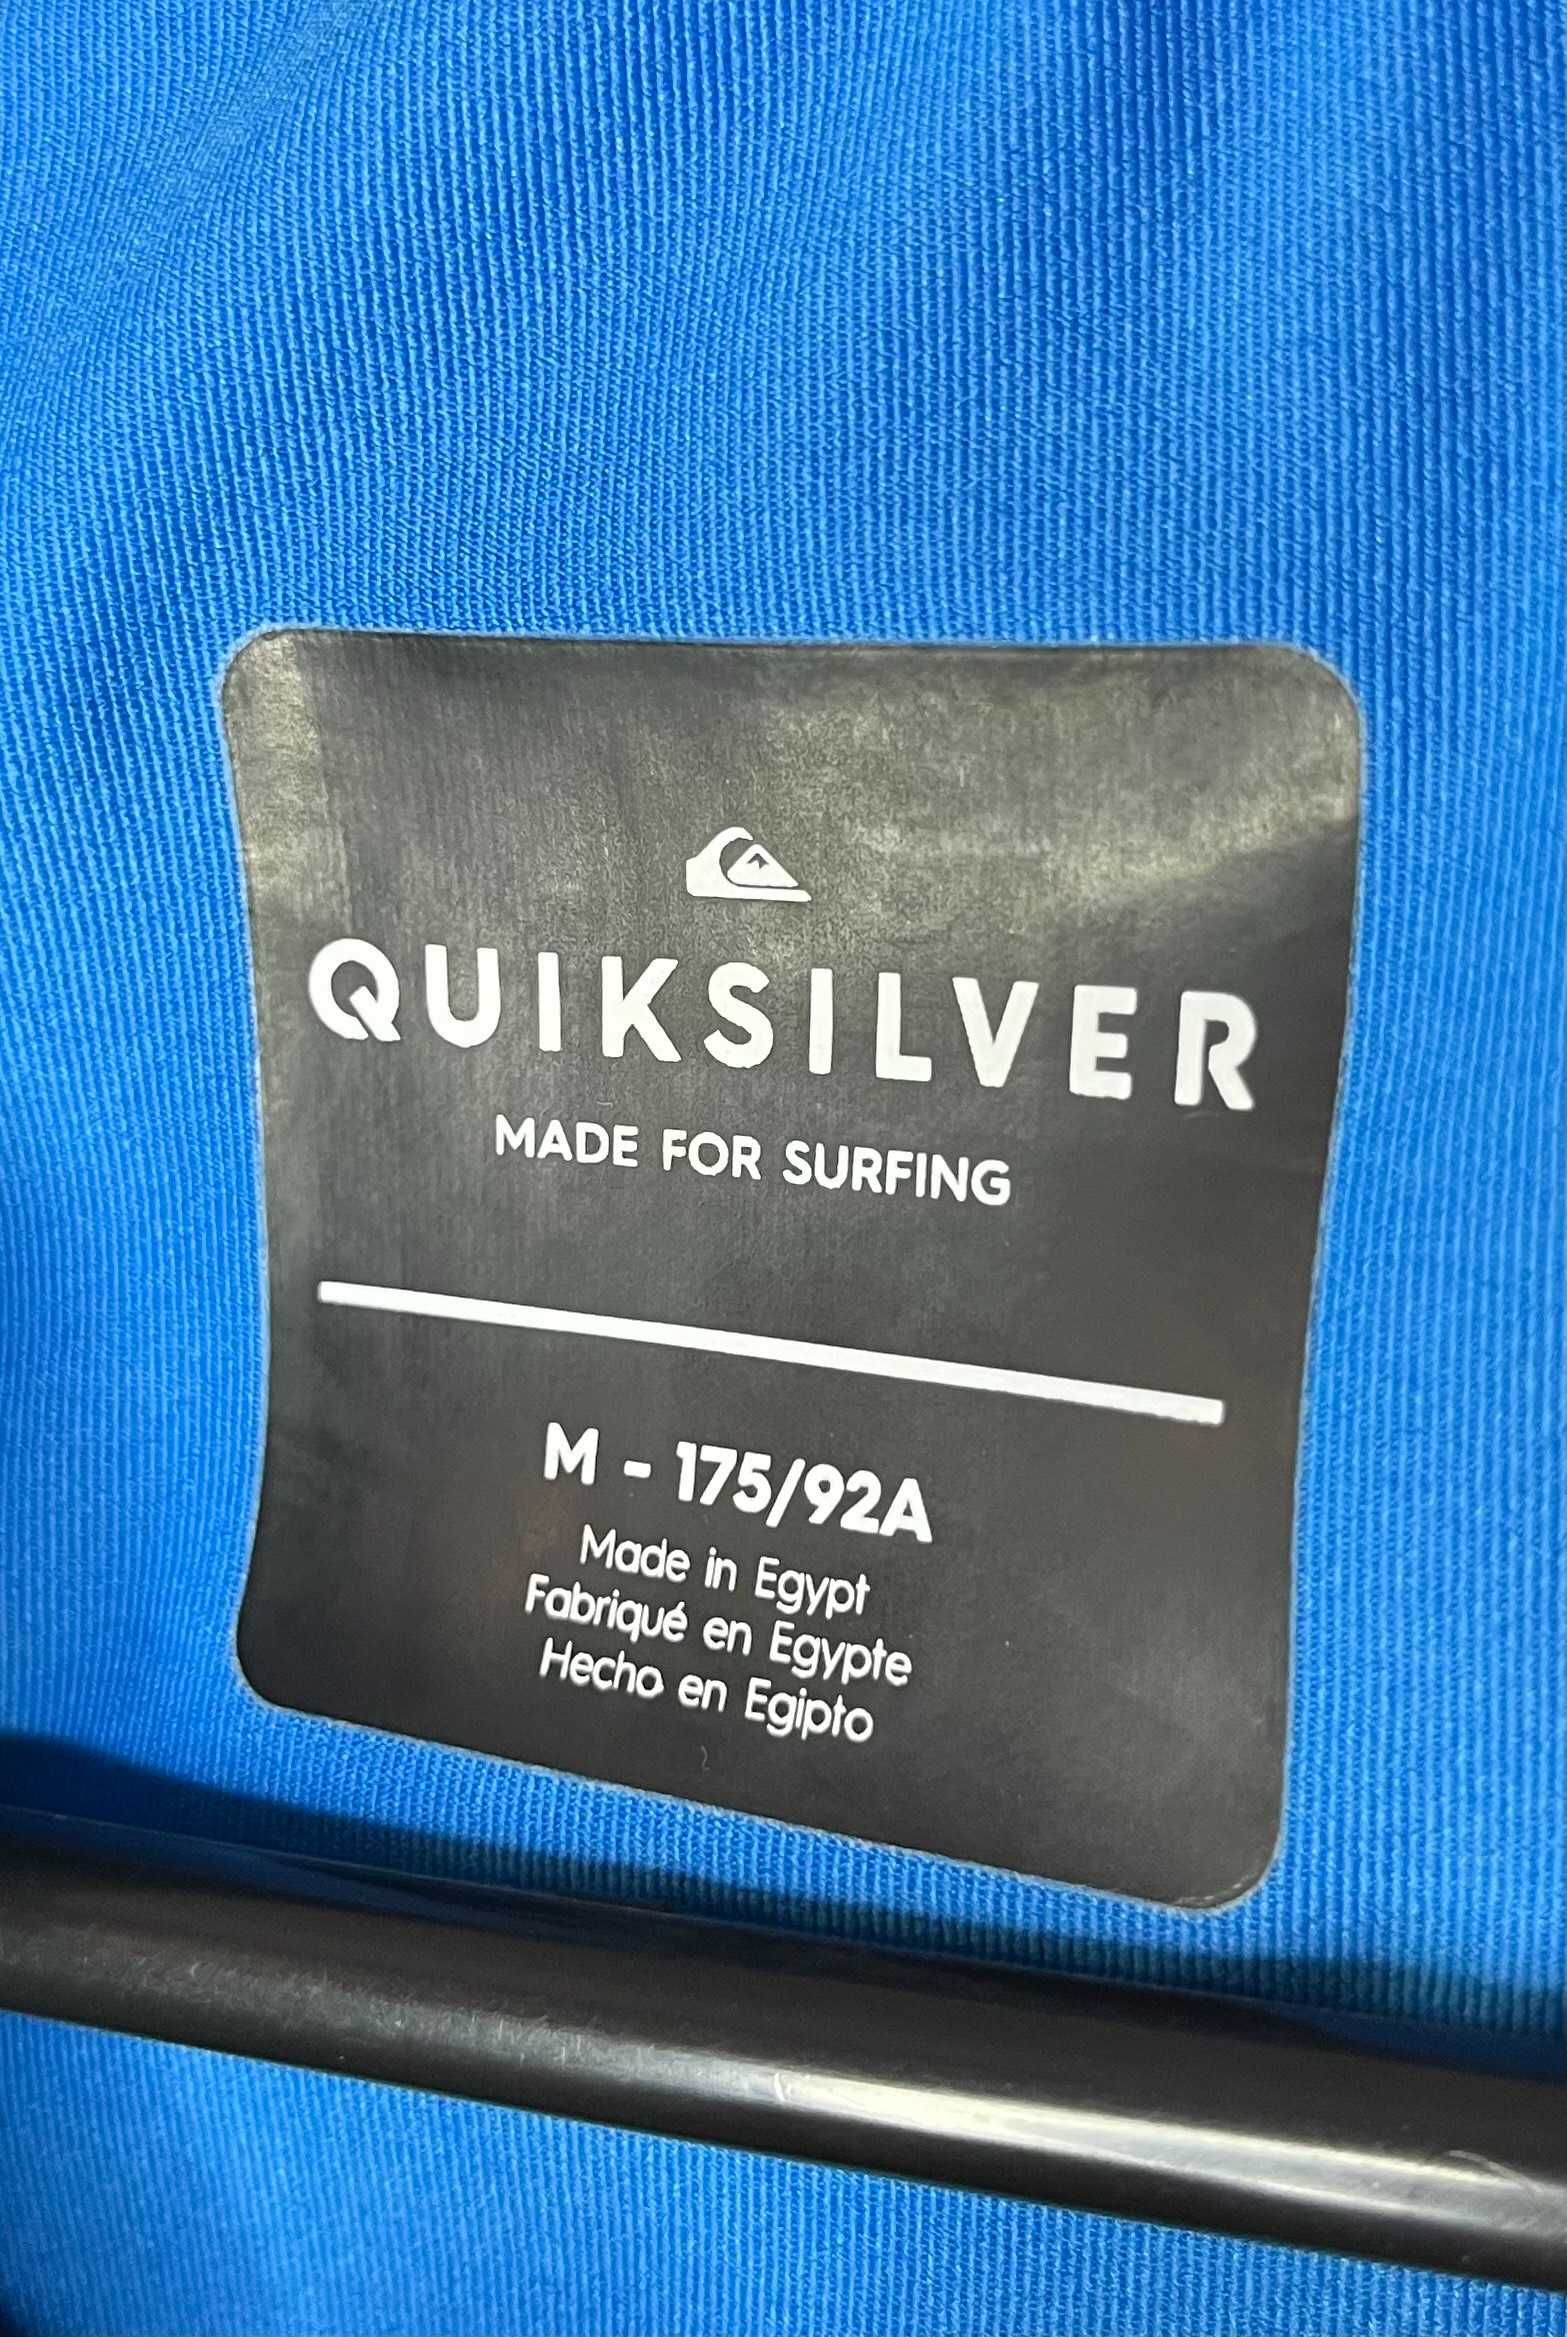 QUIKSILVER
MADE FOR SURFING
M - 175/92A
Made in Egypt
Fabriqué en Egypte
Hecho en Egipto